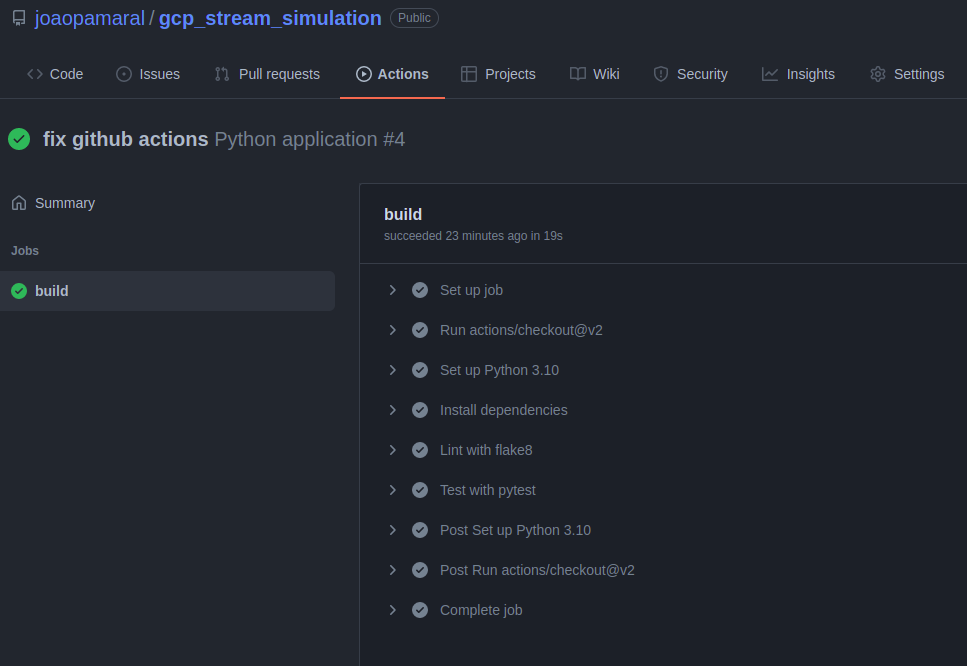 joaopamaral / gcp_stream_simulation Public
Code Issues Pull requests Actions Projects Wiki Security Insights Settings
fix github actions Python application #4
Summary
Jobs
build
build
succeeded 23 minutes ago in 19s
Set up job
Run actions/checkout@v2
Set up Python 3.10
Install dependencies
Lint with flake8
Test with pytest
Post Set up Python 3.10
Post Run actions/checkout@v2
Complete job